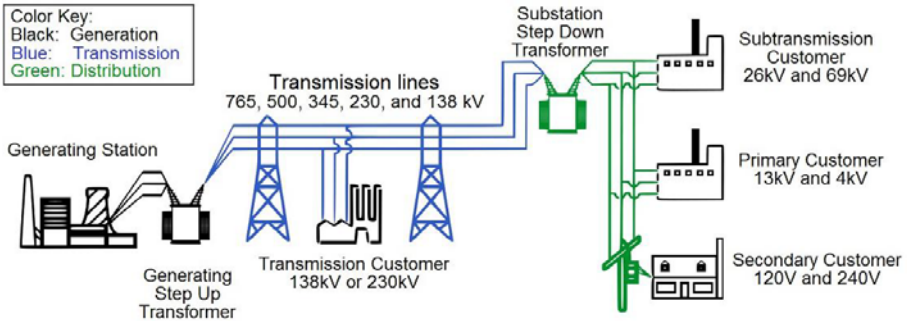 Color Key:
Black: Generation
Blue: Transmission
Green: Distribution
Substation
Step Down
Transformer
Subtransmission
Customer
26kV and 69kV
Transmission lines
765, 500, 345, 230, and 138 kV
Generating Station
Primary Customer
13kV and 4kV
Transmission Customer
138kV or 230kV
Generating
Step Up
Transformer
Secondary Customer
120V and 240V